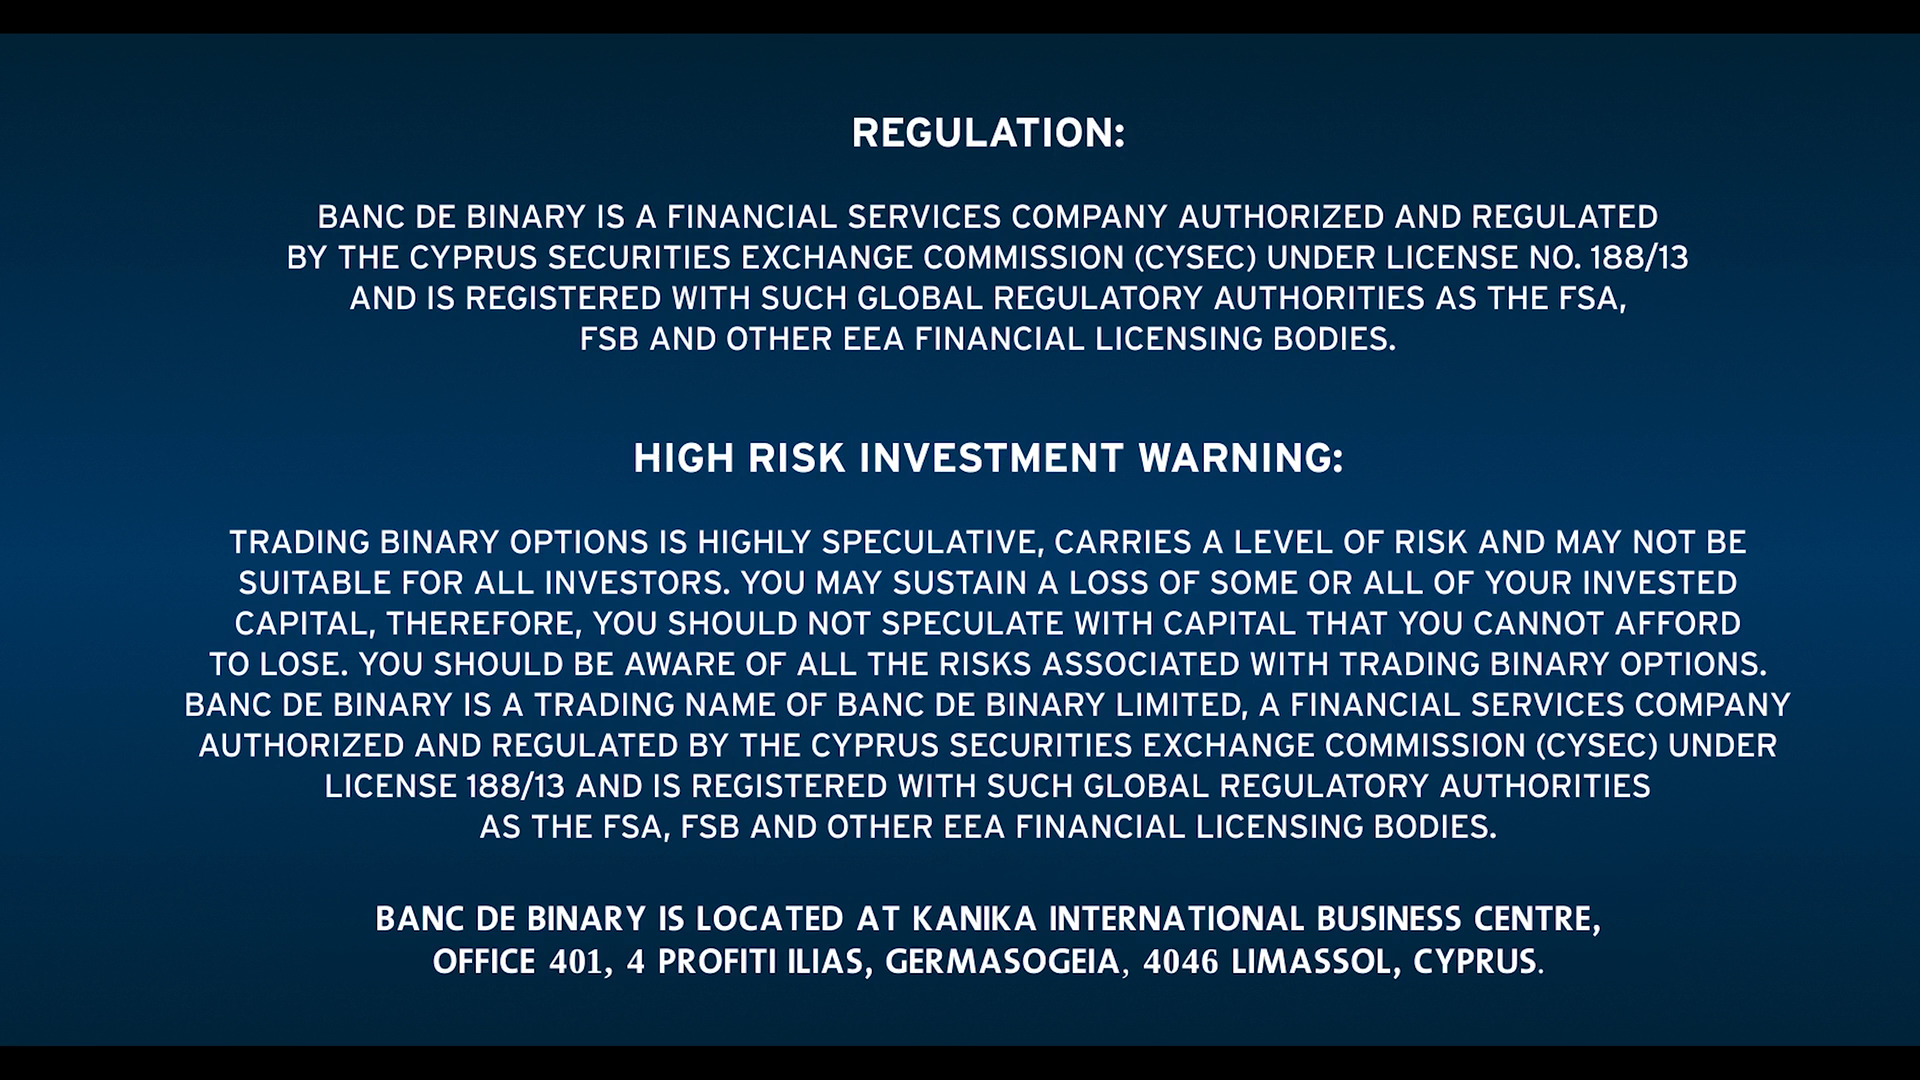 REGULATION:
BANC DE BINARY IS A FINANCIAL SERVICES COMPANY AUTHORIZED AND REGULATED
BY THE CYPRUS SECURITIES EXCHANGE COMMISSION (CYSEC) UNDER LICENSE NO. 188/13
AND IS REGISTERED WITH SUCH GLOBAL REGULATORY AUTHORITIES AS THE FSA,
FSB AND OTHER EEA FINANCIAL LICENSING BODIES.
HIGH RISK INVESTMENT WARNING:
TRADING BINARY OPTIONS IS HIGHLY SPECULATIVE, CARRIES A LEVEL OF RISK AND MAY NOT BE
SUITABLE FOR ALL INVESTORS. YOU MAY SUSTAIN A LOSS OF SOME OR ALL OF YOUR INVESTED
CAPITAL, THEREFORE, YOU SHOULD NOT SPECULATE WITH CAPITAL THAT YOU CANNOT AFFORD
TO LOSE. YOU SHOULD BE AWARE OF ALL THE RISKS ASSOCIATED WITH TRADING BINARY OPTIONS.
BANC DE BINARY IS A TRADING NAME OF BANC DE BINARY LIMITED, A FINANCIAL SERVICES COMPANY
AUTHORIZED AND REGULATED BY THE CYPRUS SECURITIES EXCHANGE COMMISSION (CYSEC) UNDER
LICENSE 188/13 AND IS REGISTERED WITH SUCH GLOBAL REGULATORY AUTHORITIES
AS THE FSA, FSB AND OTHER EEA FINANCIAL LICENSING BODIES.
BANC DE BINARY IS LOCATED AT KANIKA INTERNATIONAL BUSINESS CENTRE,
OFFICE 401, 4 PROFITI ILIAS, GERMASOGEIA, 4046 LIMASSOL, CYPRUS.